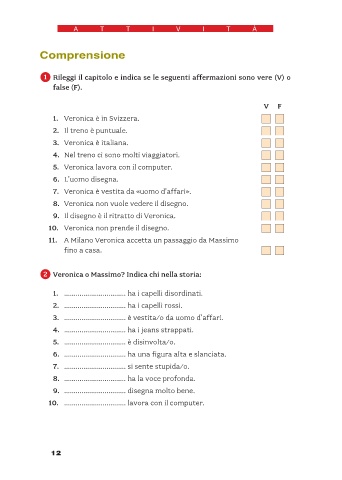 ATTIVITÀ
Comprensione
1 Rileggi il capitolo e indica se le seguenti affermazioni sono vere (V) o
false (F).
V F
1. Veronica è in Svizzera.
2. Il treno è puntuale.
3. Veronica è italiana.
4. Nel treno ci sono molti viaggiatori.
5. Veronica lavora con il computer.
6. L'uomo disegna.
7. Veronica è vestita da «uomo d'affari».
8. Veronica non vuole vedere il disegno.
9. Il disegno è il ritratto di Veronica.
10. Veronica non prende il disegno.
11. A Milano Veronica accetta un passaggio da Massimo
fino a casa.
2 Veronica o Massimo? Indica chi nella storia:
1. ................................ ha i capelli disordinati.
2. ................................ ha i capelli rossi.
3. ................................ è vestita/o da uomo d'affari.
4. ................................ ha i jeans strappati.
5. ................................ è disinvolta/o.
6. ................................ ha una figura alta e slanciata.
7. ................................ si sente stupida/o.
8. ................................ ha la voce profonda.
9. ................................ disegna molto bene.
10. ................................ lavora con il computer.
12